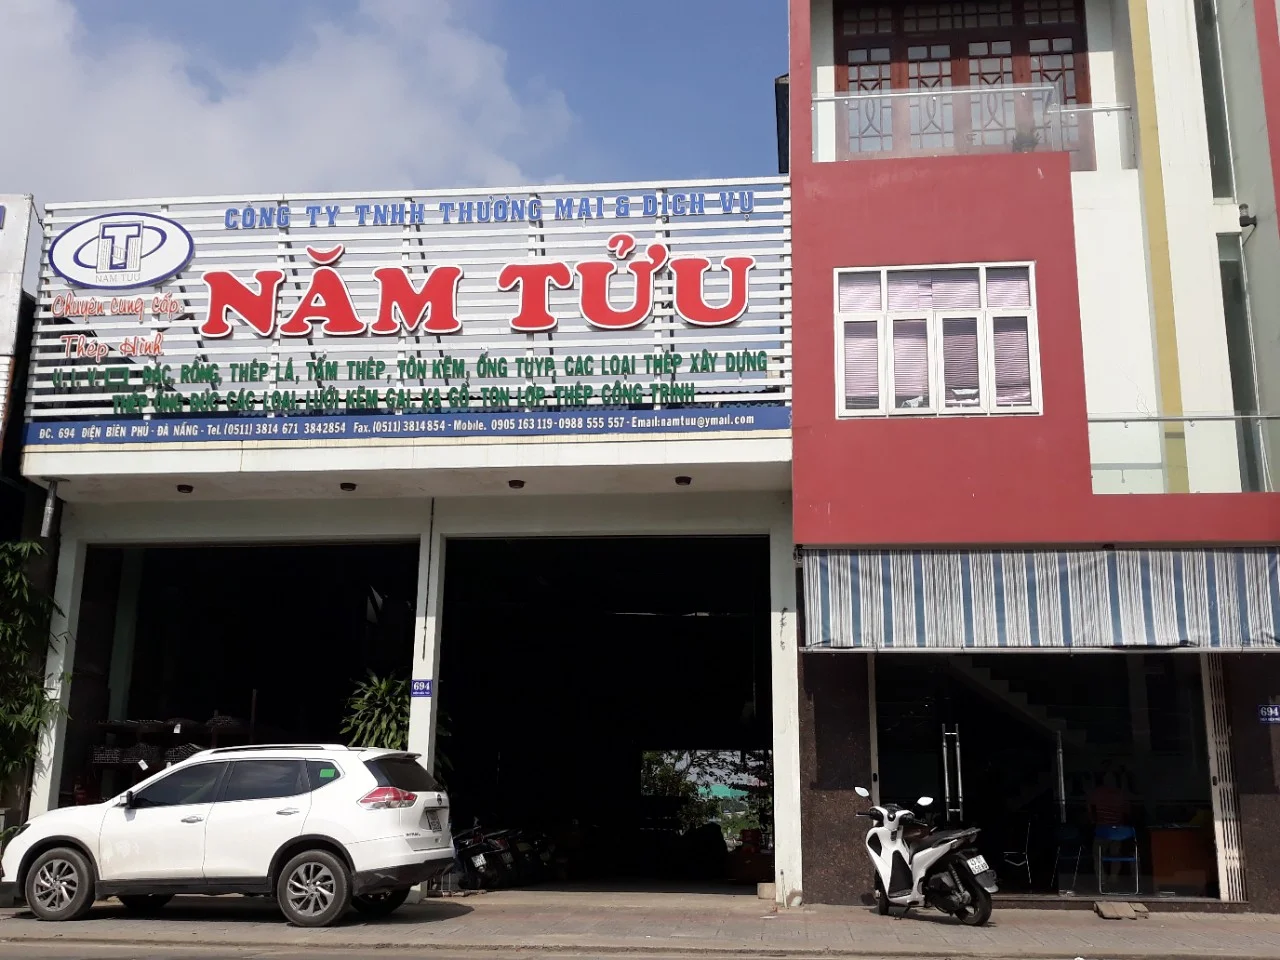 CÔNG TY TNHH THƯƠNG MẠI & DỊCH VỤ
NĂM TỬU
NAM TUU
Chuyên cung cấp:
Thép Hình
U. I. V. ĐẶC, RỖNG, THÉP LÁ, TẤM THÉP, TÔN KẼM, ỐNG TUÝP, CÁC LOẠI THÉP XÂY DỰNG
THÉP ỐNG ĐÚC CÁC LOẠI, LƯỚI KẼM GAI, XÀ GỒ, TÔN LỢP, THÉP CÔNG TRÌNH
ĐC. 694 ĐIỆN BIÊN PHỦ - ĐÀ NẴNG - Tel. (0511) 3814 671 3842854 Fax. (0511) 3814854 - Mobile. 0905 163 119 - 0988 555 557 - Email:namtuu@ymail.com
694
694